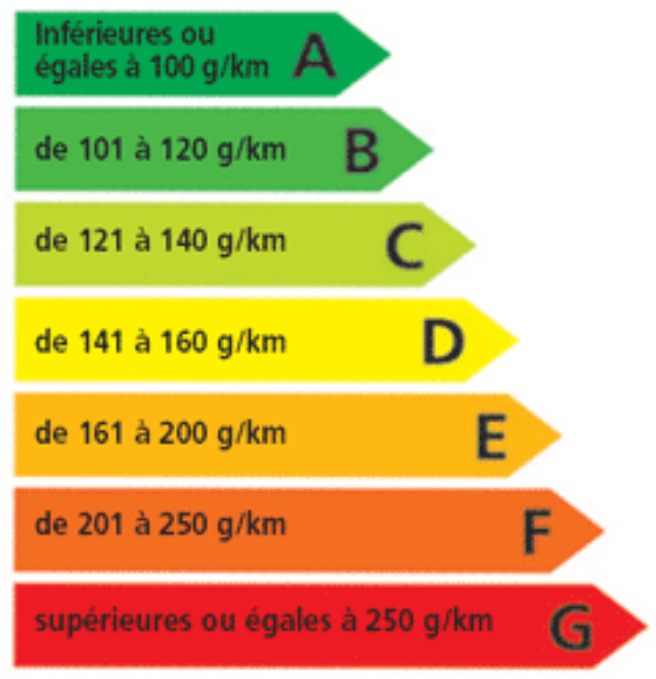 Inférieures ou
égales à 100 g/km A
de 101 à 120 g/km B
de 121 à 140 g/km C
de 141 à 160 g/km D
de 161 à 200 g/km E
de 201 à 250 g/km F
supérieures ou égales à 250 g/km G